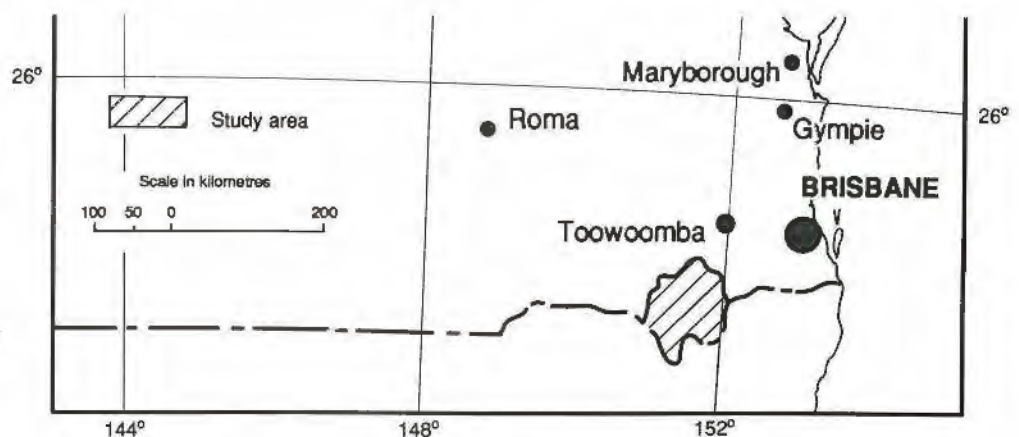 26°
Maryborough
Study area
Roma
Gympie
26°
Scale in kilometres
100 50 0 200
BRISBANE
Toowoomba
144°
148°
152°